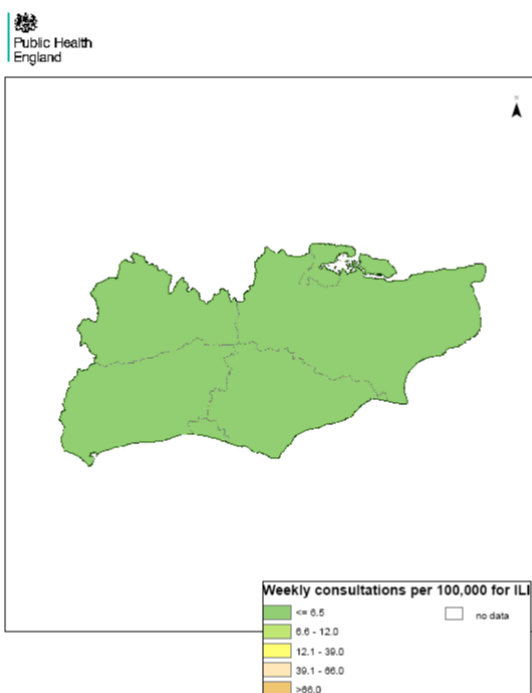 Public Health
England
Weekly consultations per 100,000 for ILI
<= 6.5
no data
6.6 - 12.0
12.1 - 39.0
39.1 - 66.0
>66.0